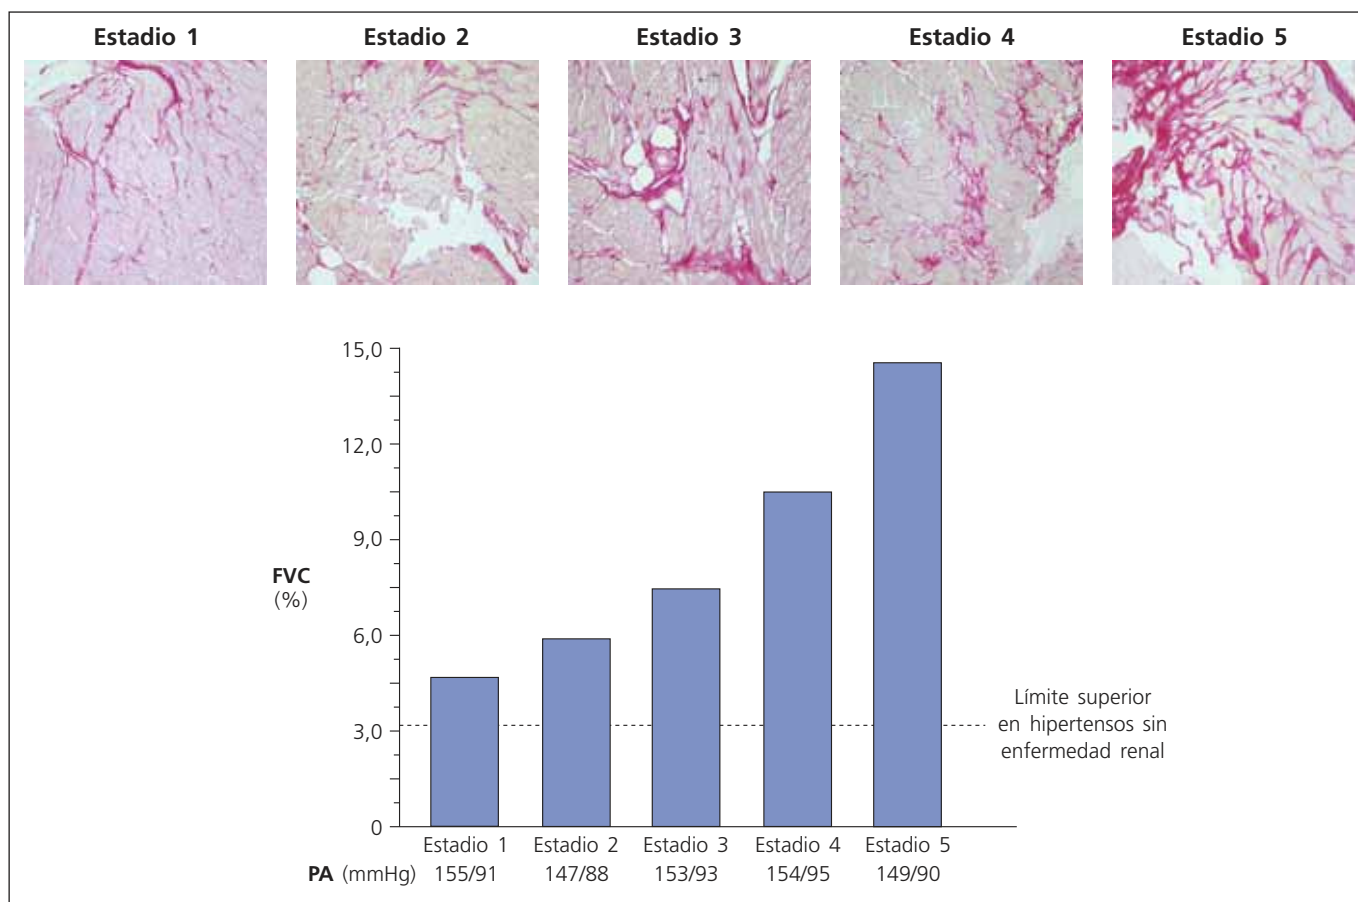 Estadio 1 Estadio 2 Estadio 3 Estadio 4 Estadio 5
15,0
12,0
9,0
6,0
3,0
0
FVC
(%)
Límite superior
en hipertensos sin
enfermedad renal
Estadio 1 Estadio 2 Estadio 3 Estadio 4 Estadio 5
PA (mmHg) 155/91 147/88 153/93 154/95 149/90